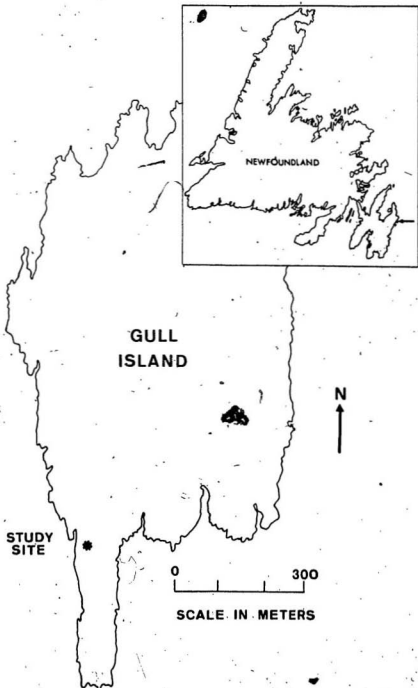 NEWFOUNDLAND
GULL
ISLAND
N
STUDY
SITE
0 300
SCALE IN METERS